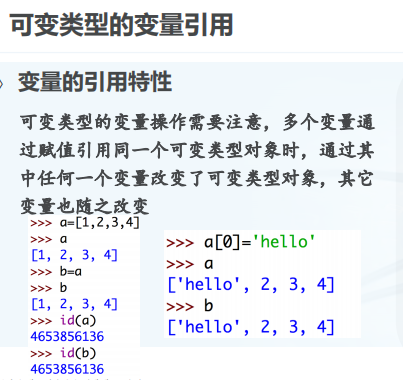 可变类型的变量引用
变量的引用特性
可变类型的变量操作需要注意，多个变量通
过赋值引用同一个可变类型对象时，通过其
中任何一个变量改变了可变类型对象，其它
变量也随之改变
>>> a=[1,2,3,4]
>>> a
[1, 2, 3, 4]
>>> b=a
>>> b
[1, 2, 3, 4]
>>> id(a)
4653856136
>>> id(b)
4653856136
>>> a[0]='hello'
>>> a
['hello', 2, 3, 4]
>>> b
['hello', 2, 3, 4]